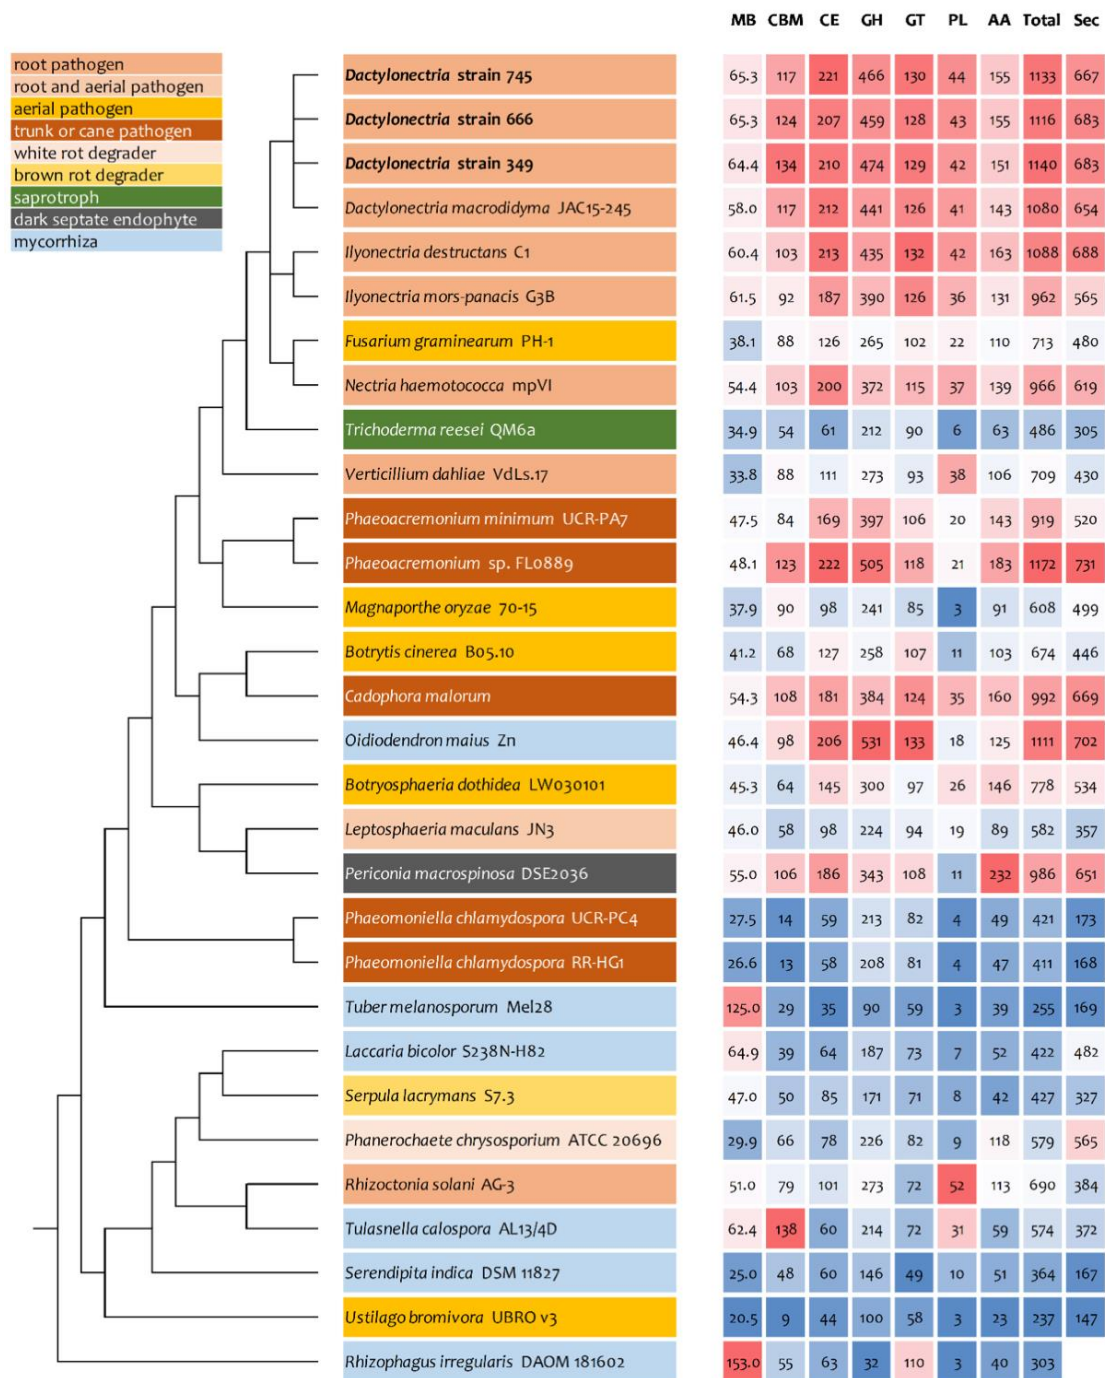 MB CBM CE GH GT PL AA Total Sec
root pathogen
root and aerial pathogen
aerial pathogen
trunk or cane pathogen
white rot degrader
brown rot degrader
saprotroph
dark septate endophyte
mycorrhiza
Dactylonectria strain 745 65.3 117 221 466 130 44 155 1133 667
Dactylonectria strain 666 65.3 124 207 459 128 43 155 1116 683
Dactylonectria strain 349 64.4 134 210 474 129 42 151 1140 683
Dactylonectria macrodidyma JAC15-245 58.0 117 212 441 126 41 143 1080 654
Ilyonectria destructans C1 60.4 103 213 435 132 42 163 1088 688
Ilyonectria mors-panacis G3B 61.5 92 187 390 126 36 131 962 565
Fusarium graminearum PH-1 38.1 88 126 265 102 22 110 713 480
Nectria haemotococca mpVI 54.4 103 200 372 115 37 139 966 619
Trichoderma reesei QM6a 34.9 54 61 212 90 6 63 486 305
Verticillium dahliae VdLs.17 33.8 88 111 273 93 38 106 709 430
Phaeoacremonium minimum UCR-PA7 47.5 84 169 397 106 20 143 919 520
Phaeoacremonium sp. FL0889 48.1 123 222 505 118 21 183 1172 731
Magnaporthe oryzae 70-15 37.9 90 98 241 85 3 91 608 499
Botrytis cinerea B05.10 41.2 68 127 258 107 11 103 674 446
Cadophora malorum 54.3 108 181 384 124 35 160 992 669
Oidiodendron maius Zn 46.4 98 206 531 133 18 125 1111 702
Botryosphaeria dothidea LW030101 45.3 64 145 300 97 26 146 778 534
Leptosphaeria maculans JN3 46.0 58 98 224 94 19 89 582 357
Periconia macrospinosa DSE2036 55.0 106 186 343 108 11 232 986 651
Phaeomoniella chlamydospora UCR-PC4 27.5 14 59 213 82 4 49 421 173
Phaeomoniella chlamydospora RR-HG1 26.6 13 58 208 81 4 47 411 168
Tuber melanosporum Mel28 125.0 29 35 90 59 3 39 255 169
Laccaria bicolor S238N-H82 64.9 39 64 187 73 7 52 422 482
Serpula lacrymans S7.3 47.0 50 85 171 71 8 42 427 327
Phanerochaete chrysosporium ATCC 20696 29.9 66 78 226 82 9 118 579 565
Rhizoctonia solani AG-3 51.0 79 101 273 72 52 113 690 384
Tulasnella calospora AL13/4D 62.4 138 60 214 72 31 59 574 372
Serendipita indica DSM 11827 25.0 48 60 146 49 10 51 364 167
Ustilago bromivora UBRO v3 20.5 9 44 100 58 3 23 237 147
Rhizophagus irregularis DAOM 181602 153.0 55 63 32 110 3 40 303